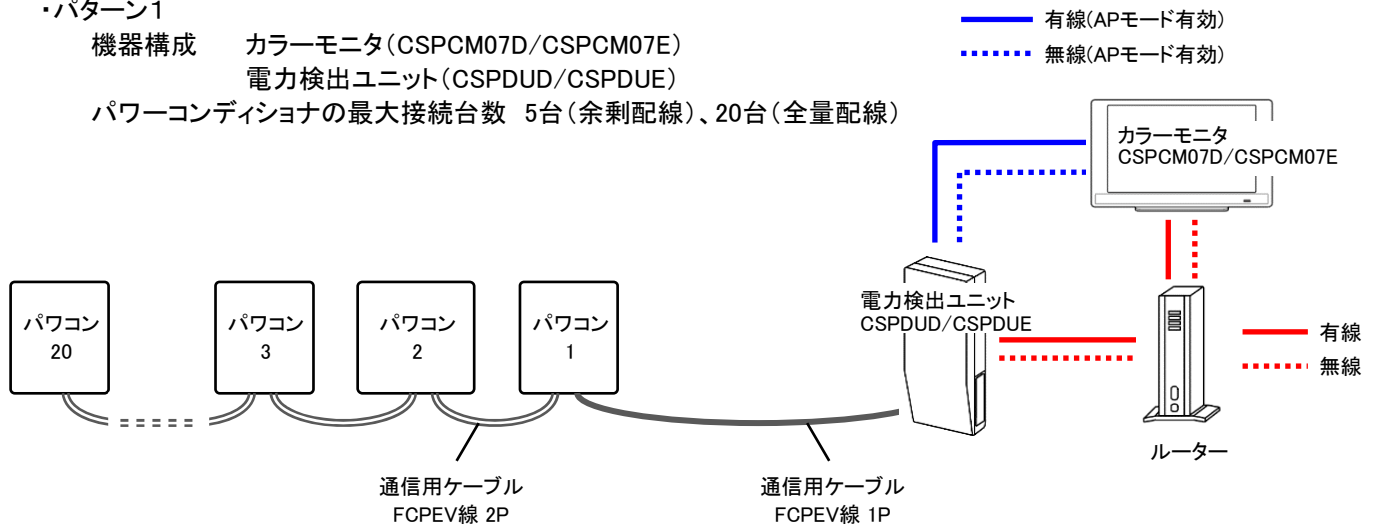 ・パターン1
機器構成 カラーモニタ(CSPCM07D/CSPCM07E)
電力検出ユニット(CSPDUD/CSPDUE)
パワーコンディショナの最大接続台数 5台(余剰配線)、20台(全量配線)
有線(APモード有効)
無線(APモード有効)
カラーモニタ
CSPCM07D/CSPCM07E
電力検出ユニット
CSPDUD/CSPDUE
パワコン
20
パワコン
3
パワコン
2
パワコン
1
有線
無線
ルーター
通信用ケーブル
FCPEV線 2P
通信用ケーブル
FCPEV線 1P